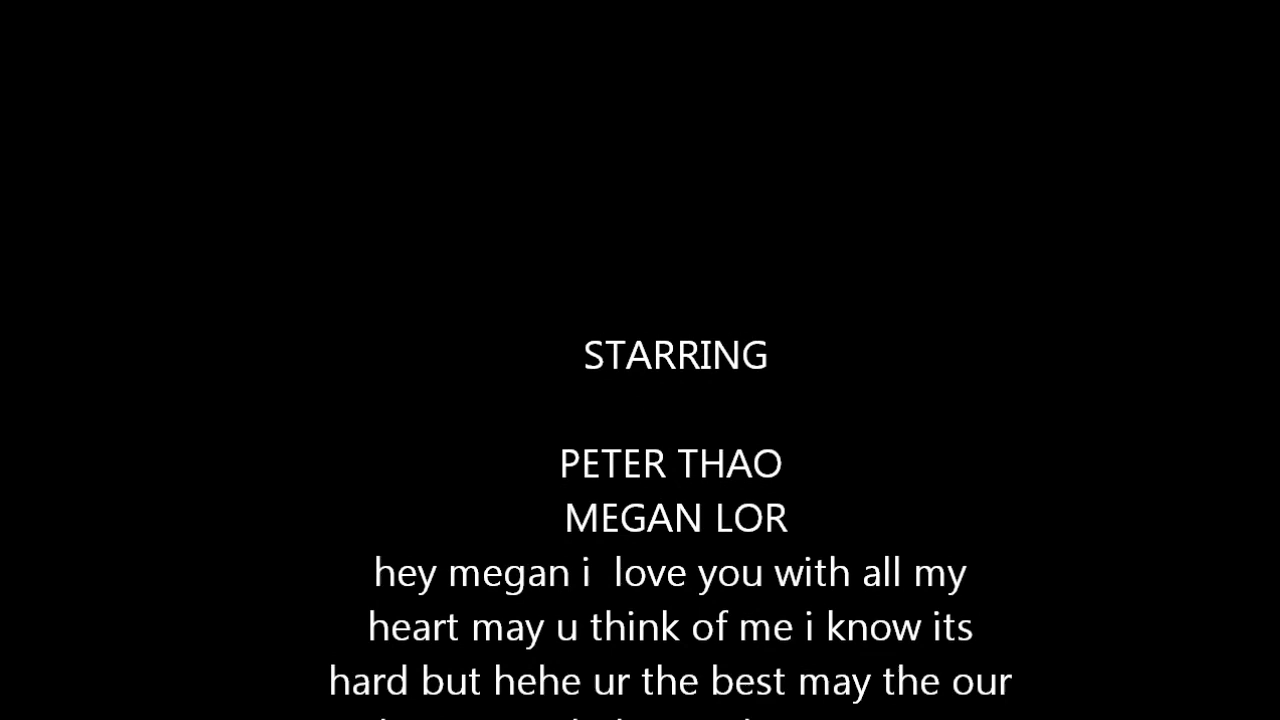 STARRING
PETER THAO
MEGAN LOR
hey megan i  love you with all my
heart may u think of me i know its
hard but hehe ur the best may the our